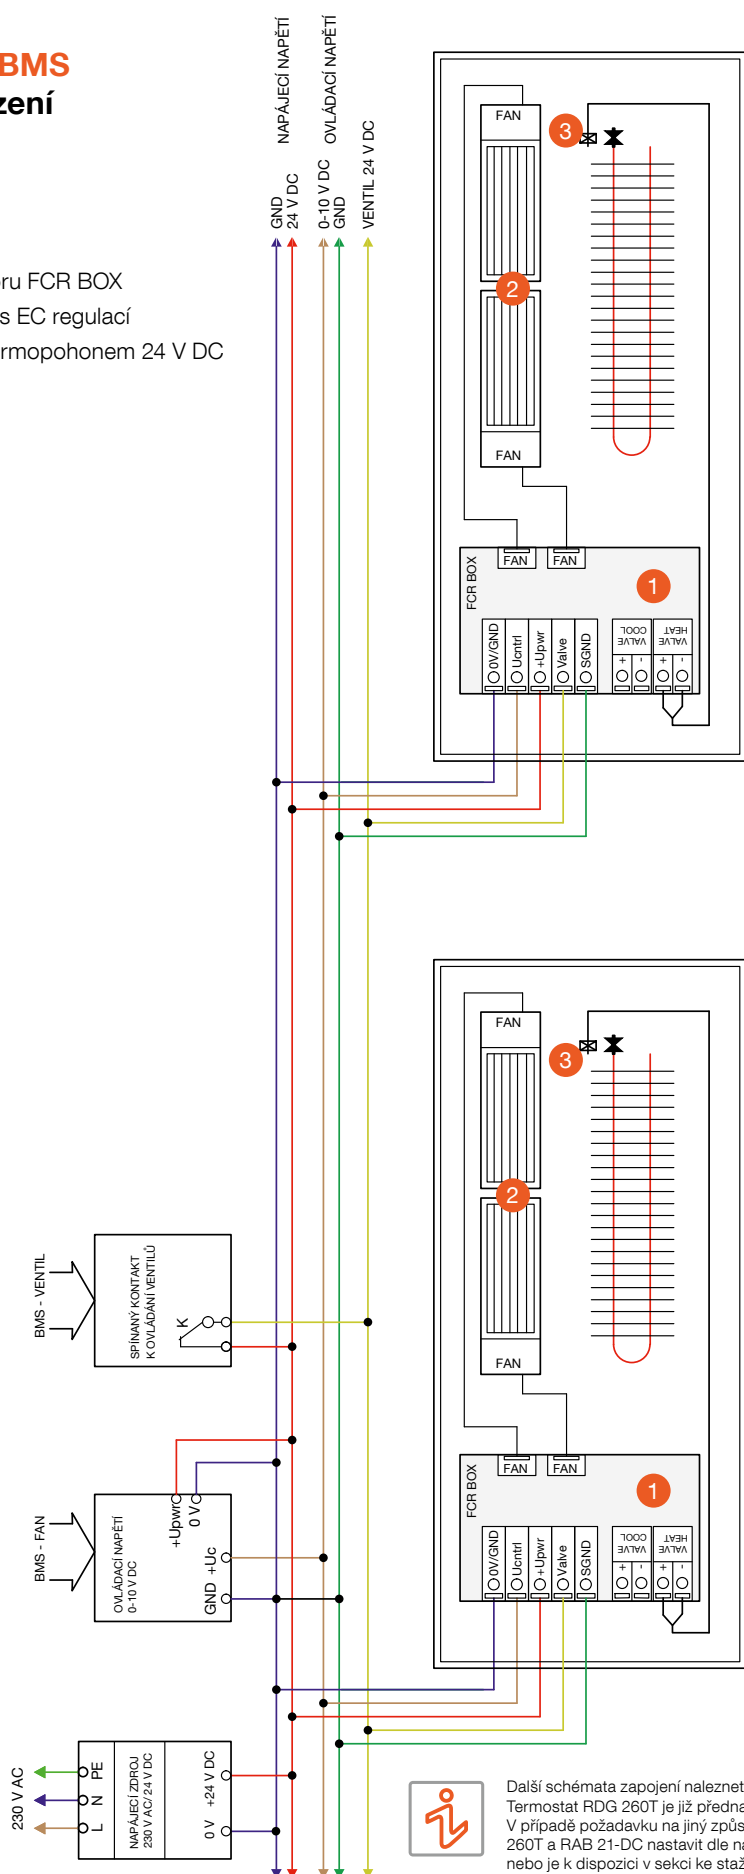 BMS
zení
ru FCR BOX
s EC regulací
rmopohonem 24 V DC
NAPÁJECÍ NAPĚTÍ
OVLÁDACÍ NAPĚTÍ
GND
24 V DC
0-10 V DC
GND
VENTIL 24 V DC
FAN
3
2
FAN
FAN
FAN
FCR BOX
1
0V/GND
Ucntrl
+Upwr
Valve
SGND
VALVE
COOL
VALVE
HEAT
+
-
+
-
FAN
3
2
FAN
FAN
FAN
FCR BOX
1
0V/GND
Ucntrl
+Upwr
Valve
SGND
VALVE
COOL
VALVE
HEAT
+
-
+
-
BMS - VENTIL
SPÍNANÝ KONTAKT
K OVLÁDÁNÍ VENTILŮ
K
BMS - FAN
OVLÁDACÍ NAPĚTÍ
0-10 V DC
+Upwr
0 V
GND
+Uc
230 V AC
PE
N
L
NAPÁJECÍ ZDROJ
230 V AC/ 24 V DC
0 V
+24 V DC
Další schémata zapojení naleznet
Termostat RDG 260T je již předna
V případě požadavku na jiný způs
260T a RAB 21-DC nastavit dle ná
nebo je k dispozici v sekci ke staž